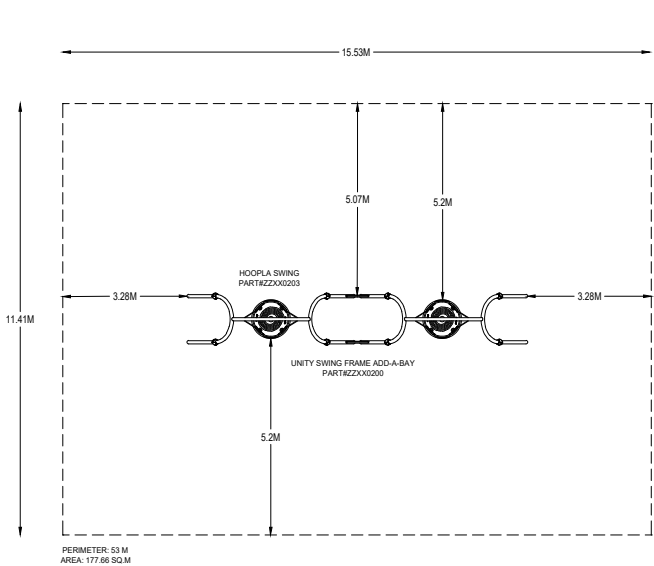 15.53M
5.07M
5.2M
HOOPLA SWING
PART#ZZXX0203
3.28M
3.28M
11.41M
UNITY SWING FRAME ADD-A-BAY
PART#ZZXX0200
5.2M
PERIMETER: 53 M
AREA: 177.66 SQ.M